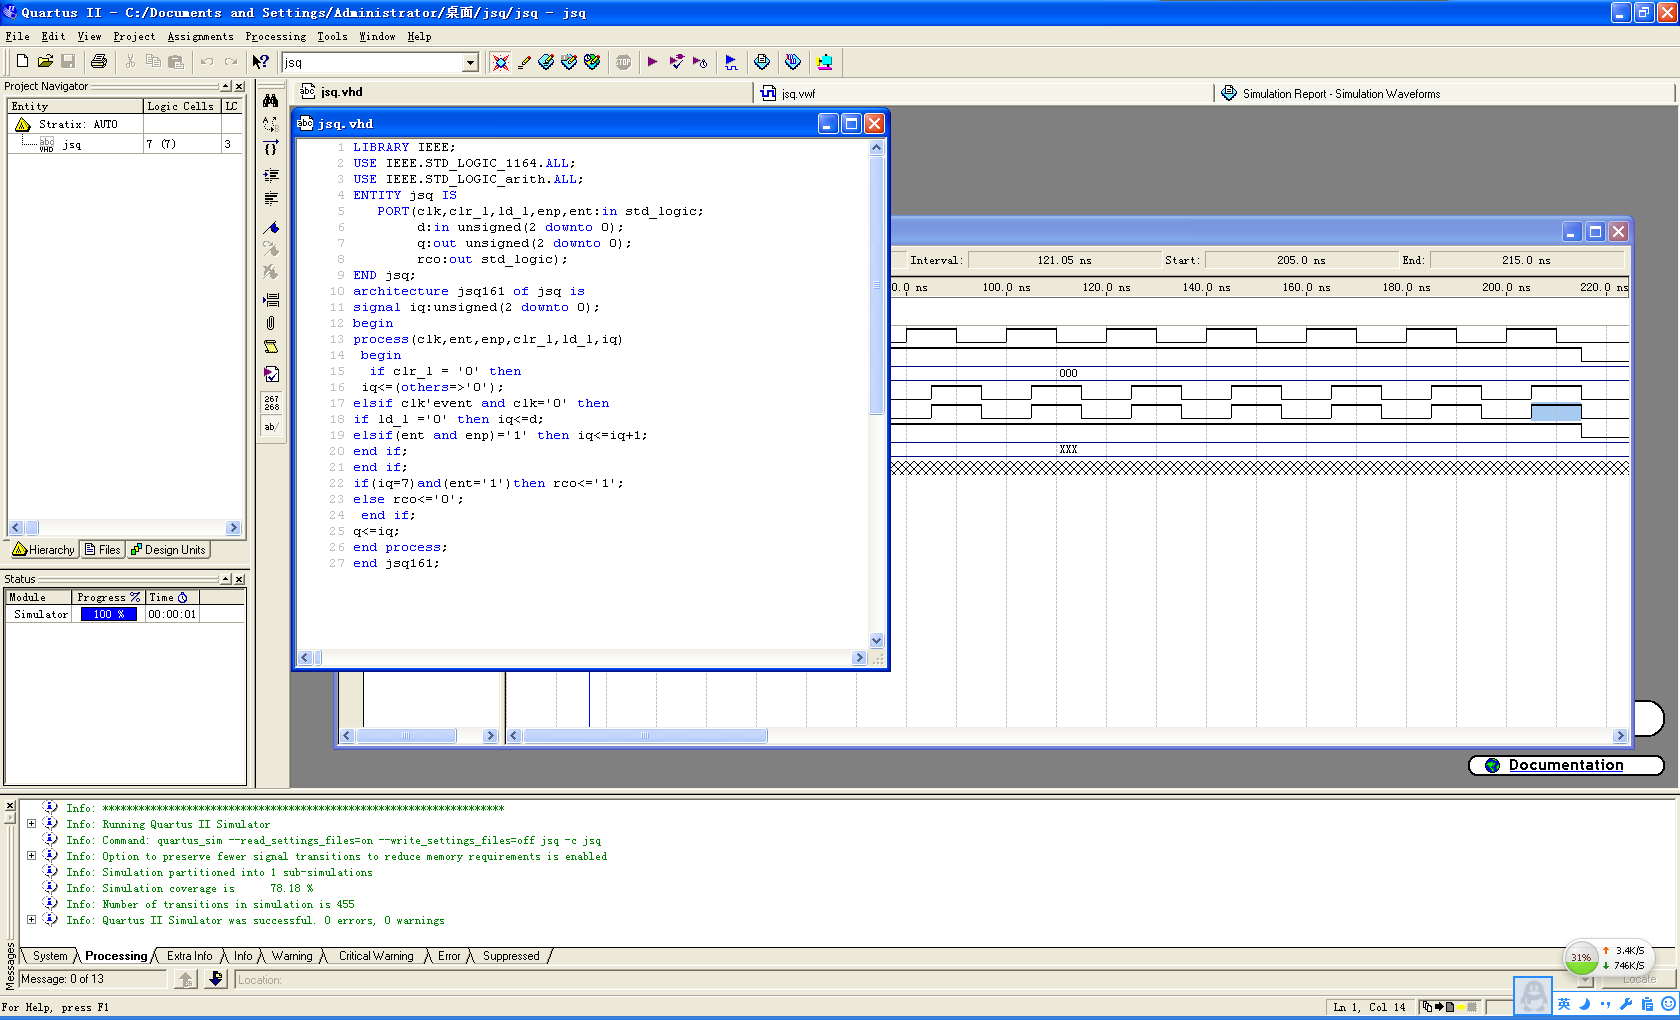 Quartus II - C:/Documents and Settings/Administrator/桌面/jsq/jsq - jsq
File Edit View Project Assignments Processing Tools Window Help
jsq
Project Navigator
Entity Logic Cells LC
Stratix: AUTO
jsq 7 (7) 3
Hierarchy Files Design Units
Status
Module Progress % Time
Simulator 100 % 00:00:01
jsq.vhd jsq.vwf Simulation Report - Simulation Waveforms
jsq.vhd
1 LIBRARY IEEE;
2 USE IEEE.STD_LOGIC_1164.ALL;
3 USE IEEE.STD_LOGIC_arith.ALL;
4 ENTITY jsq IS
5 PORT(clk,clr_l,ld_l,enp,ent:in std_logic;
6 d:in unsigned(2 downto 0);
7 q:out unsigned(2 downto 0);
8 rco:out std_logic);
9 END jsq;
10 architecture jsq161 of jsq is
11 signal iq:unsigned(2 downto 0);
12 begin
13 process(clk,ent,enp,clr_l,ld_l,iq)
14 begin
15 if clr_l = '0' then
16 iq<=(others=>'0');
17 elsif clk'event and clk='0' then
18 if ld_l ='0' then iq<=d;
19 elsif(ent and enp)='1' then iq<=iq+1;
20 end if;
21 end if;
22 if(iq=7)and(ent='1')then rco<='1';
23 else rco<='0';
24 end if;
25 q<=iq;
26 end process;
27 end jsq161;
Interval: 121.05 ns Start: 205.0 ns End: 215.0 ns
0.0 ns 100.0 ns 120.0 ns 140.0 ns 160.0 ns 180.0 ns 200.0 ns 220.0 ns
000
XXX
Documentation
Info: *******************************************************************
Info: Running Quartus II Simulator
Info: Command: quartus_sim --read_settings_files=on --write_settings_files=off jsq -c jsq
Info: Option to preserve fewer signal transitions to reduce memory requirements is enabled
Info: Simulation partitioned into 1 sub-simulations
Info: Simulation coverage is 78.18 %
Info: Number of transitions in simulation is 455
Info: Quartus II Simulator was successful. 0 errors, 0 warnings
System Processing Extra Info Info Warning Critical Warning Error Suppressed
Messages
Message: 0 of 13 Location: Locate
31% 3.4K/S
746K/S
For Help, press F1 Ln 1, Col 14 英